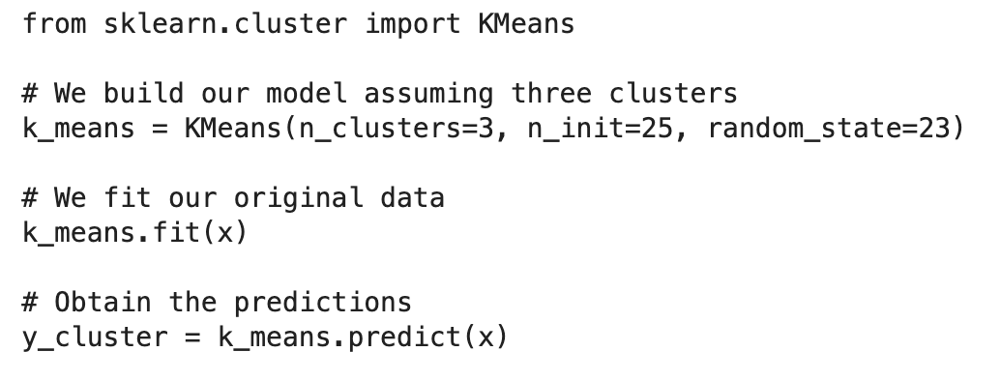 from sklearn.cluster import KMeans
# We build our model assuming three clusters
k_means = KMeans(n_clusters=3, n_init=25, random_state=23)
# We fit our original data
k_means.fit(x)
# Obtain the predictions
y_cluster = k_means.predict(x)